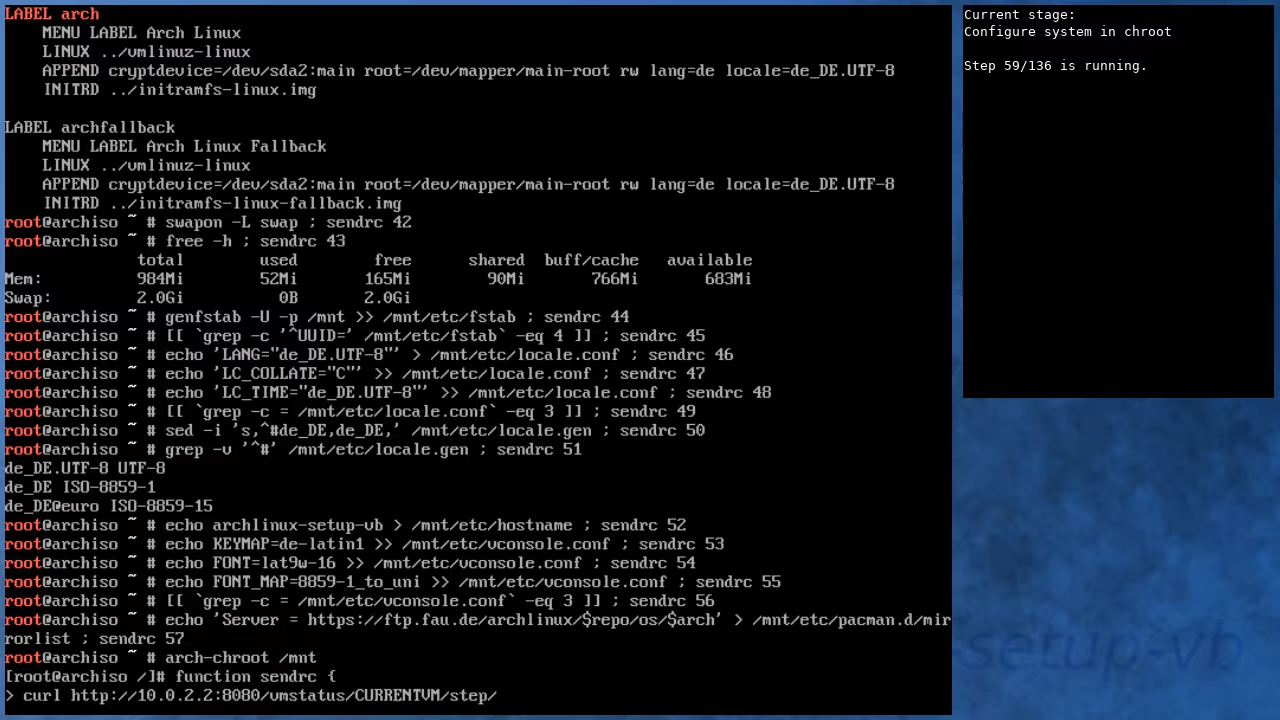 LABEL arch
    MENU LABEL Arch Linux
    LINUX ../vmlinuz-linux
    APPEND cryptdevice=/dev/sda2:main root=/dev/mapper/main-root rw lang=de locale=de_DE.UTF-8
    INITRD ../initramfs-linux.img

LABEL archfallback
    MENU LABEL Arch Linux Fallback
    LINUX ../vmlinuz-linux
    APPEND cryptdevice=/dev/sda2:main root=/dev/mapper/main-root rw lang=de locale=de_DE.UTF-8
    INITRD ../initramfs-linux-fallback.img
root@archiso ~ # swapon -L swap ; sendrc 42
root@archiso ~ # free -h ; sendrc 43
              total        used        free      shared  buff/cache   available
Mem:          984Mi        52Mi       165Mi        90Mi       766Mi       683Mi
Swap:         2.0Gi          0B       2.0Gi
root@archiso ~ # genfstab -U -p /mnt >> /mnt/etc/fstab ; sendrc 44
root@archiso ~ # [[ `grep -c '^UUID=' /mnt/etc/fstab` -eq 4 ]] ; sendrc 45
root@archiso ~ # echo 'LANG="de_DE.UTF-8"' > /mnt/etc/locale.conf ; sendrc 46
root@archiso ~ # echo 'LC_COLLATE="C"' >> /mnt/etc/locale.conf ; sendrc 47
root@archiso ~ # echo 'LC_TIME="de_DE.UTF-8"' >> /mnt/etc/locale.conf ; sendrc 48
root@archiso ~ # [[ `grep -c = /mnt/etc/locale.conf` -eq 3 ]] ; sendrc 49
root@archiso ~ # sed -i 's,^#de_DE,de_DE,' /mnt/etc/locale.gen ; sendrc 50
root@archiso ~ # grep -v '^#' /mnt/etc/locale.gen ; sendrc 51
de_DE.UTF-8 UTF-8
de_DE ISO-8859-1
de_DE@euro ISO-8859-15
root@archiso ~ # echo archlinux-setup-vb > /mnt/etc/hostname ; sendrc 52
root@archiso ~ # echo KEYMAP=de-latin1 >> /mnt/etc/vconsole.conf ; sendrc 53
root@archiso ~ # echo FONT=lat9w-16 >> /mnt/etc/vconsole.conf ; sendrc 54
root@archiso ~ # echo FONT_MAP=8859-1_to_uni >> /mnt/etc/vconsole.conf ; sendrc 55
root@archiso ~ # [[ `grep -c = /mnt/etc/vconsole.conf` -eq 3 ]] ; sendrc 56
root@archiso ~ # echo 'Server = https://ftp.fau.de/archlinux/$repo/os/$arch' > /mnt/etc/pacman.d/mir
rorlist ; sendrc 57
root@archiso ~ # arch-chroot /mnt
[root@archiso /]# function sendrc {
> curl http://10.0.2.2:8080/vmstatus/CURRENTVM/step/
Current stage:
Configure system in chroot

Step 59/136 is running.
setup-vb